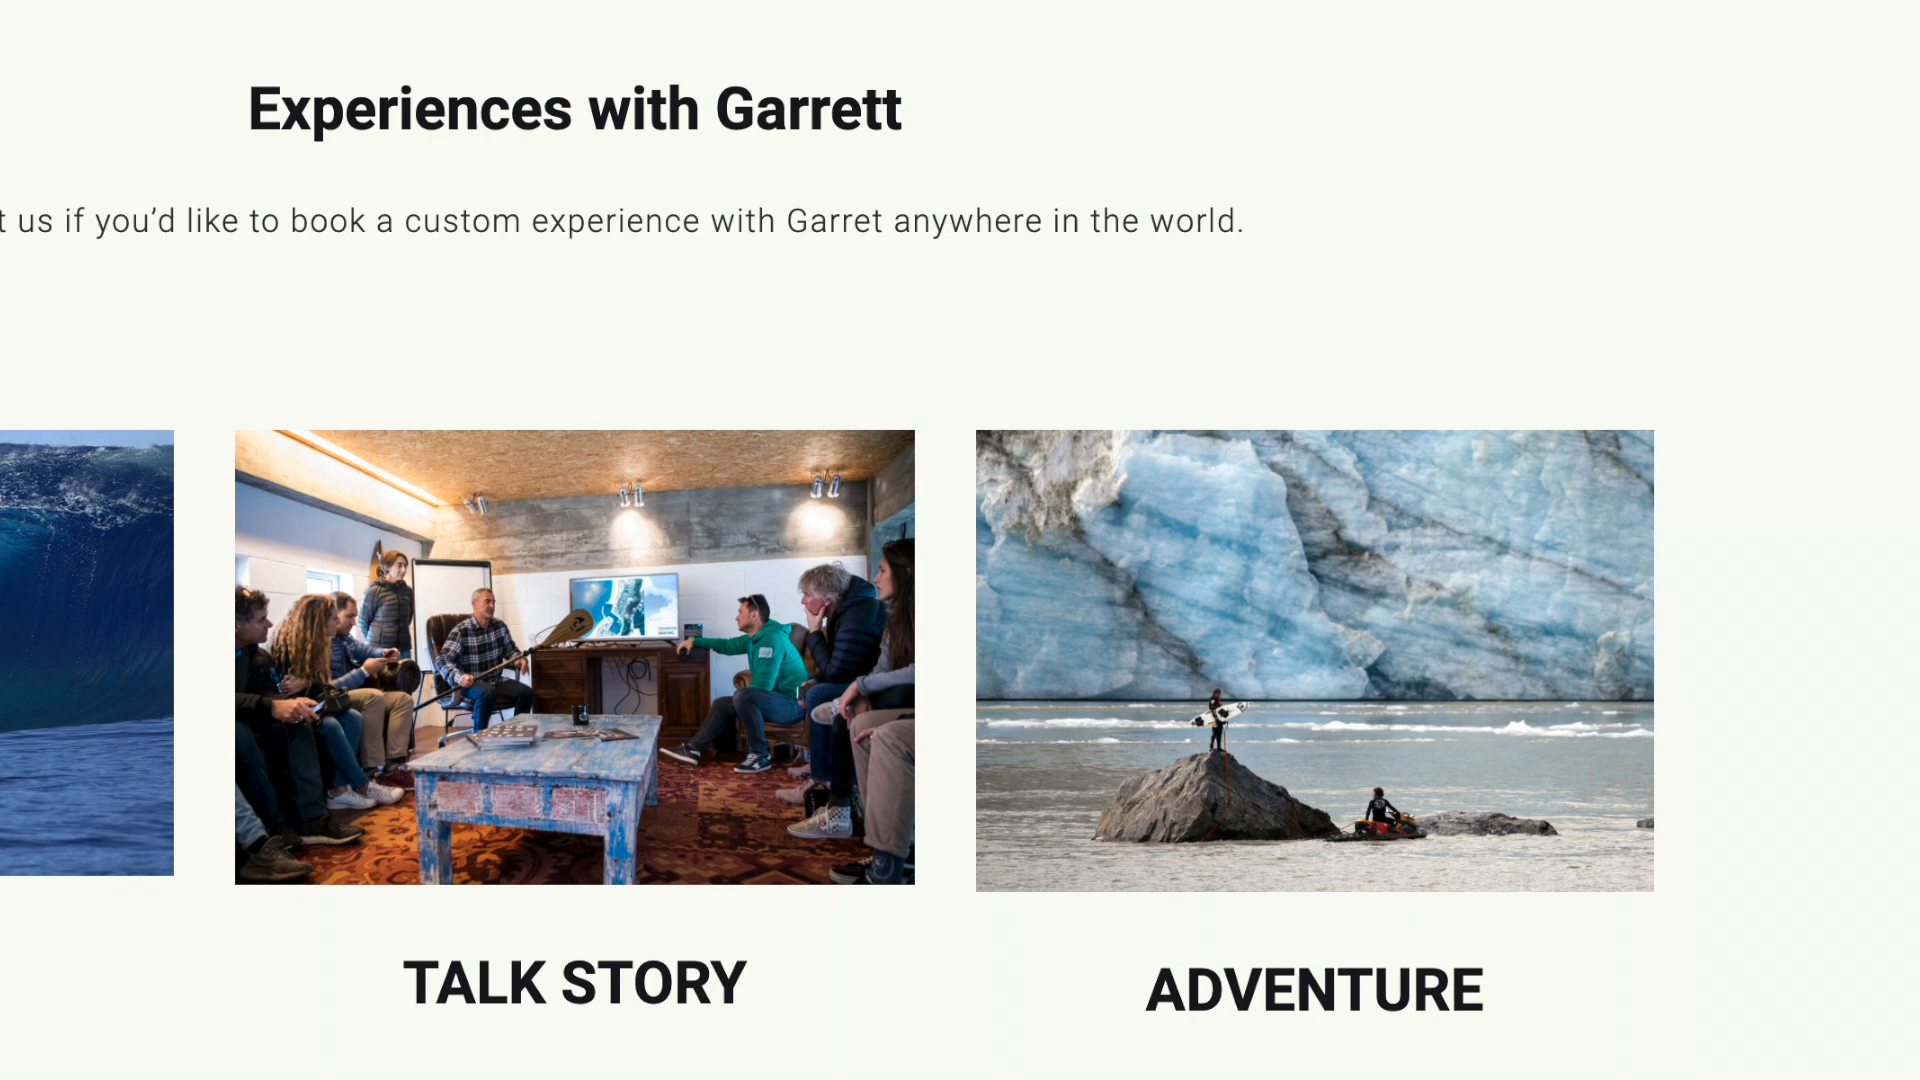 Experiences with Garrett
t us if you’d like to book a custom experience with Garret anywhere in the world.
TALK STORY
ADVENTURE